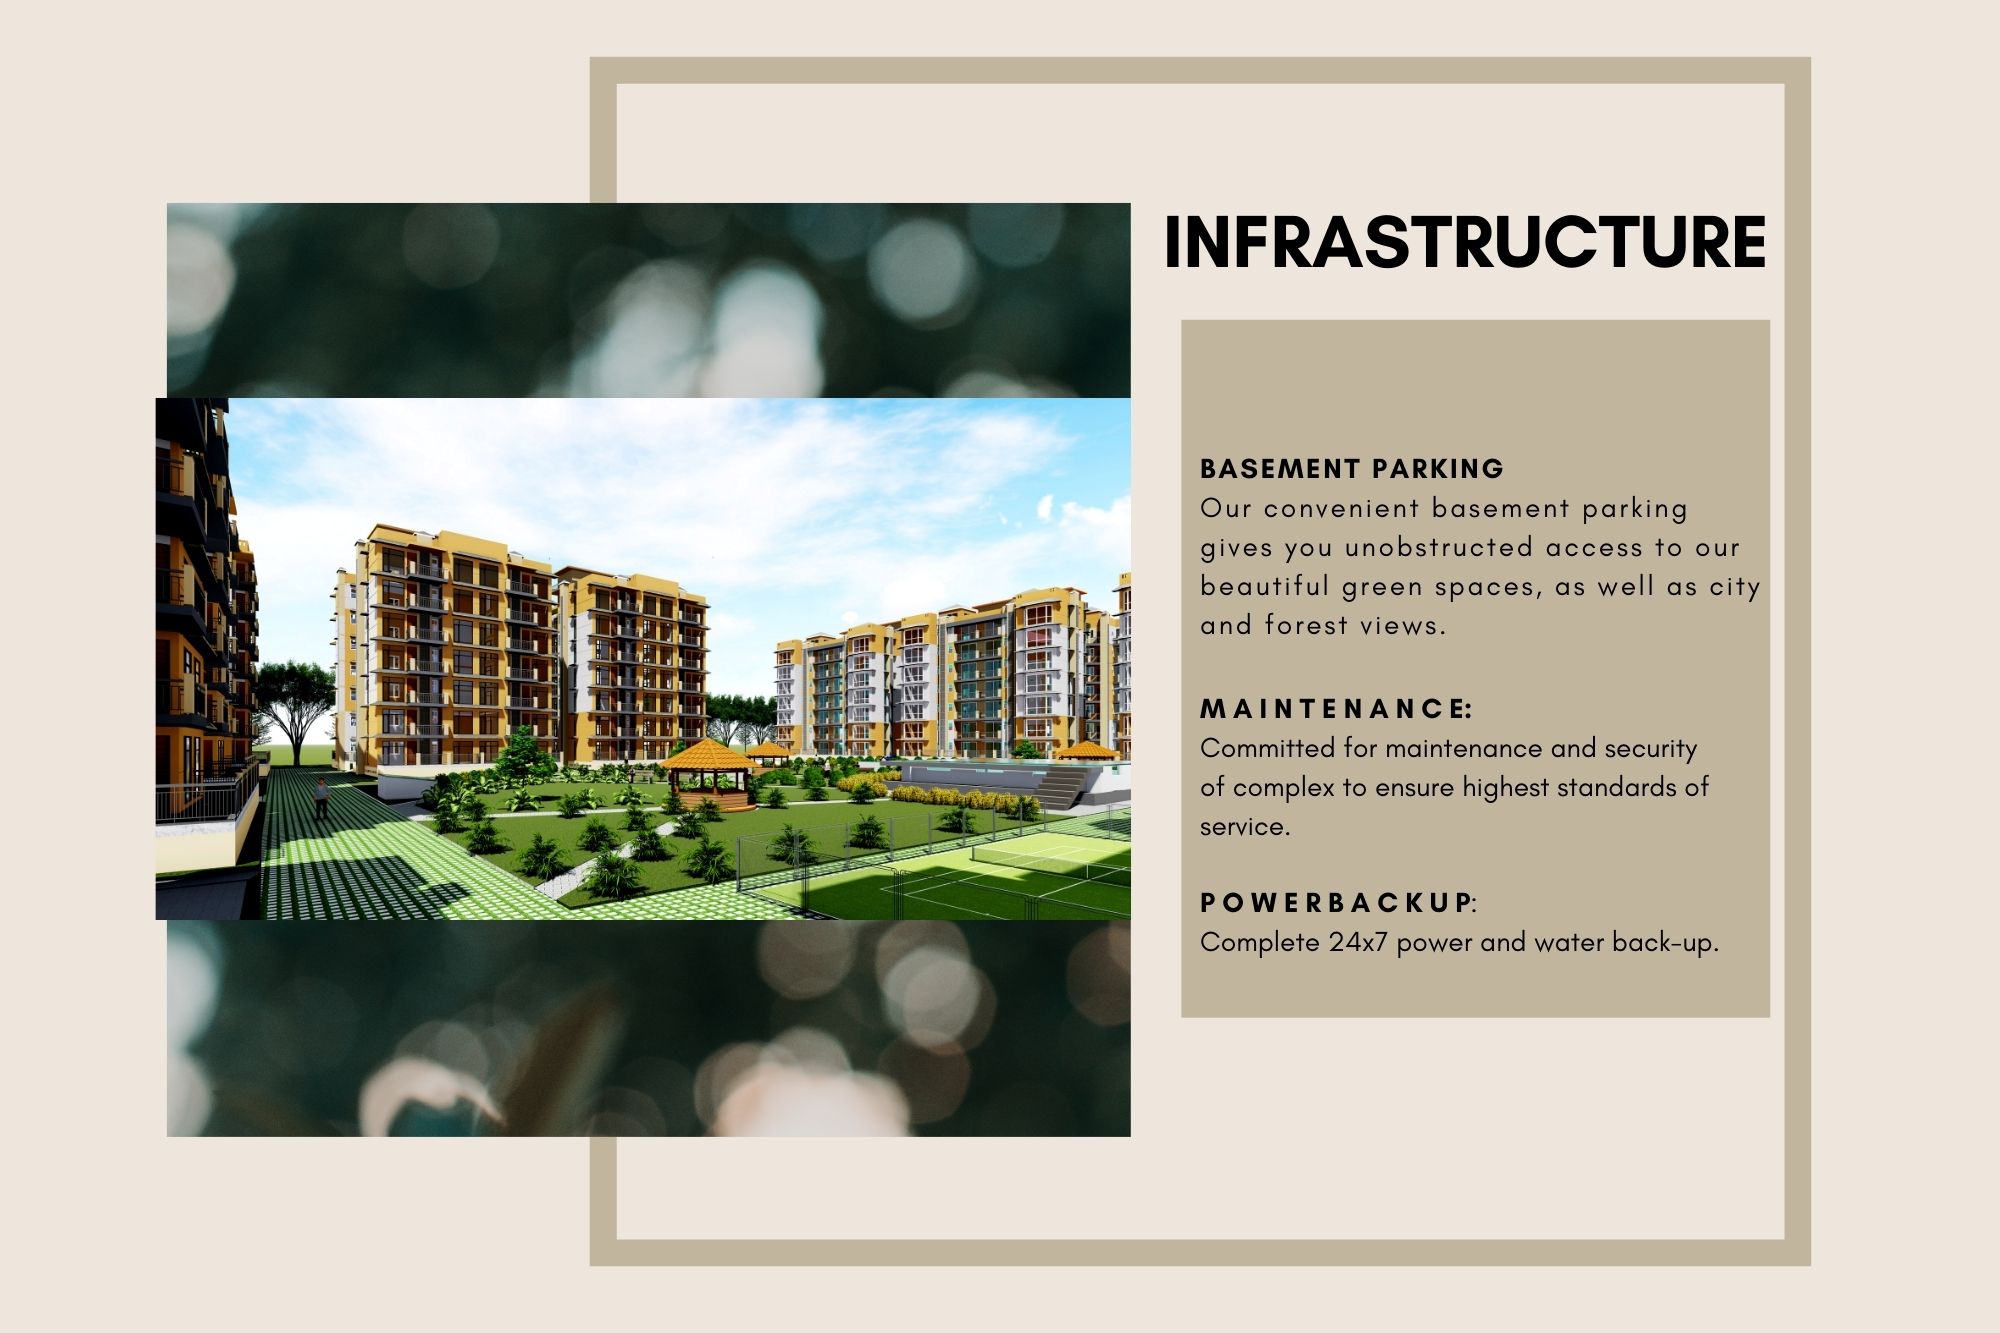 INFRASTRUCTURE
BASEMENT PARKING
Our convenient basement parking
gives you unobstructed access to our
beautiful green spaces, as well as city
and forest views.
MAINTENANCE:
Committed for maintenance and security
of complex to ensure highest standards of
service.
POWERBACKUP:
Complete 24x7 power and water back-up.